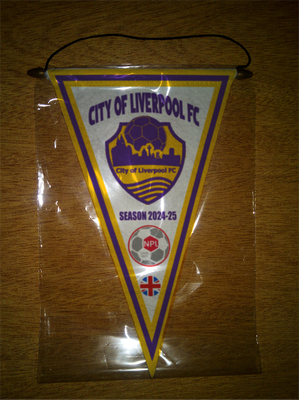 CITY OF LIVERPOOL FC
City of Liverpool FC
SEASON 2024-25
NPL